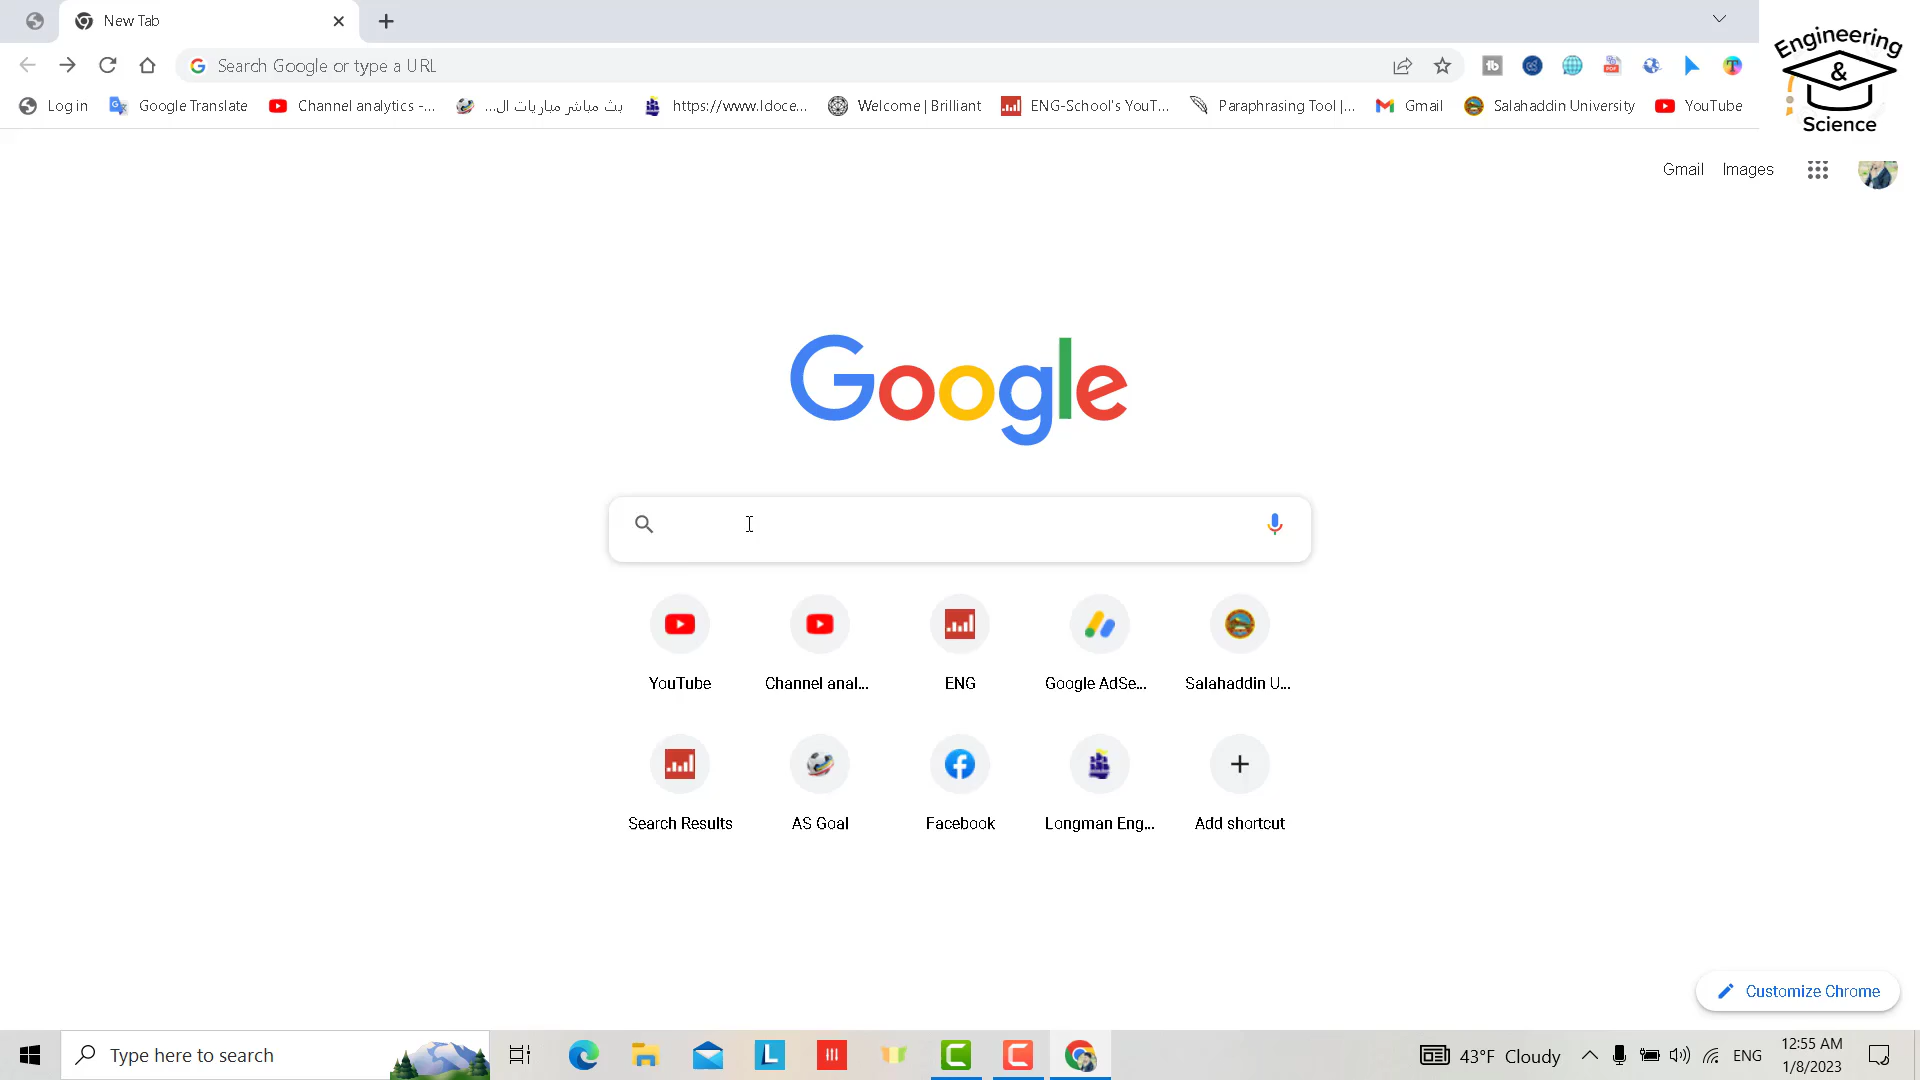 New Tab
Search Google or type a URL
Log in
Google Translate
Channel analytics -...
...بث مباشر مباريات ال
https://www.ldoce...
Welcome | Brilliant
ENG-School's YouT...
Paraphrasing Tool |...
Gmail
Salahaddin University
YouTube
Engineering
&
Science
Gmail
Images
Google
YouTube
Channel anal...
ENG
Google AdSe...
Salahaddin U...
Search Results
AS Goal
Facebook
Longman Eng...
Add shortcut
Customize Chrome
Type here to search
43°F Cloudy
ENG
12:55 AM
1/8/2023